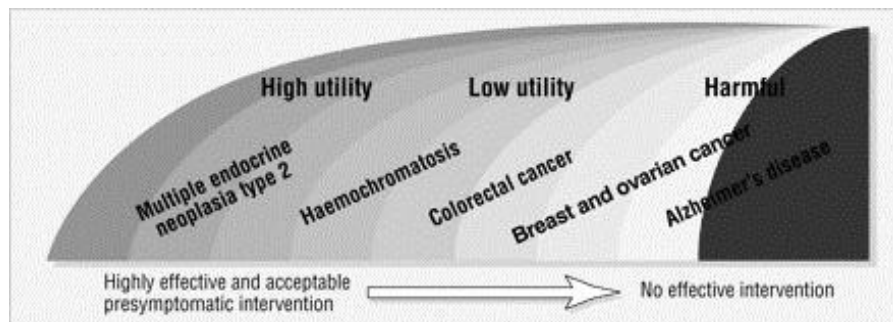 High utility
Low utility
Harmful
Multiple endocrine
neoplasia type 2
Haemochromatosis
Colorectal cancer
Breast and ovarian cancer
Alzheimer's disease
Highly effective and acceptable
presymptomatic intervention
No effective intervention